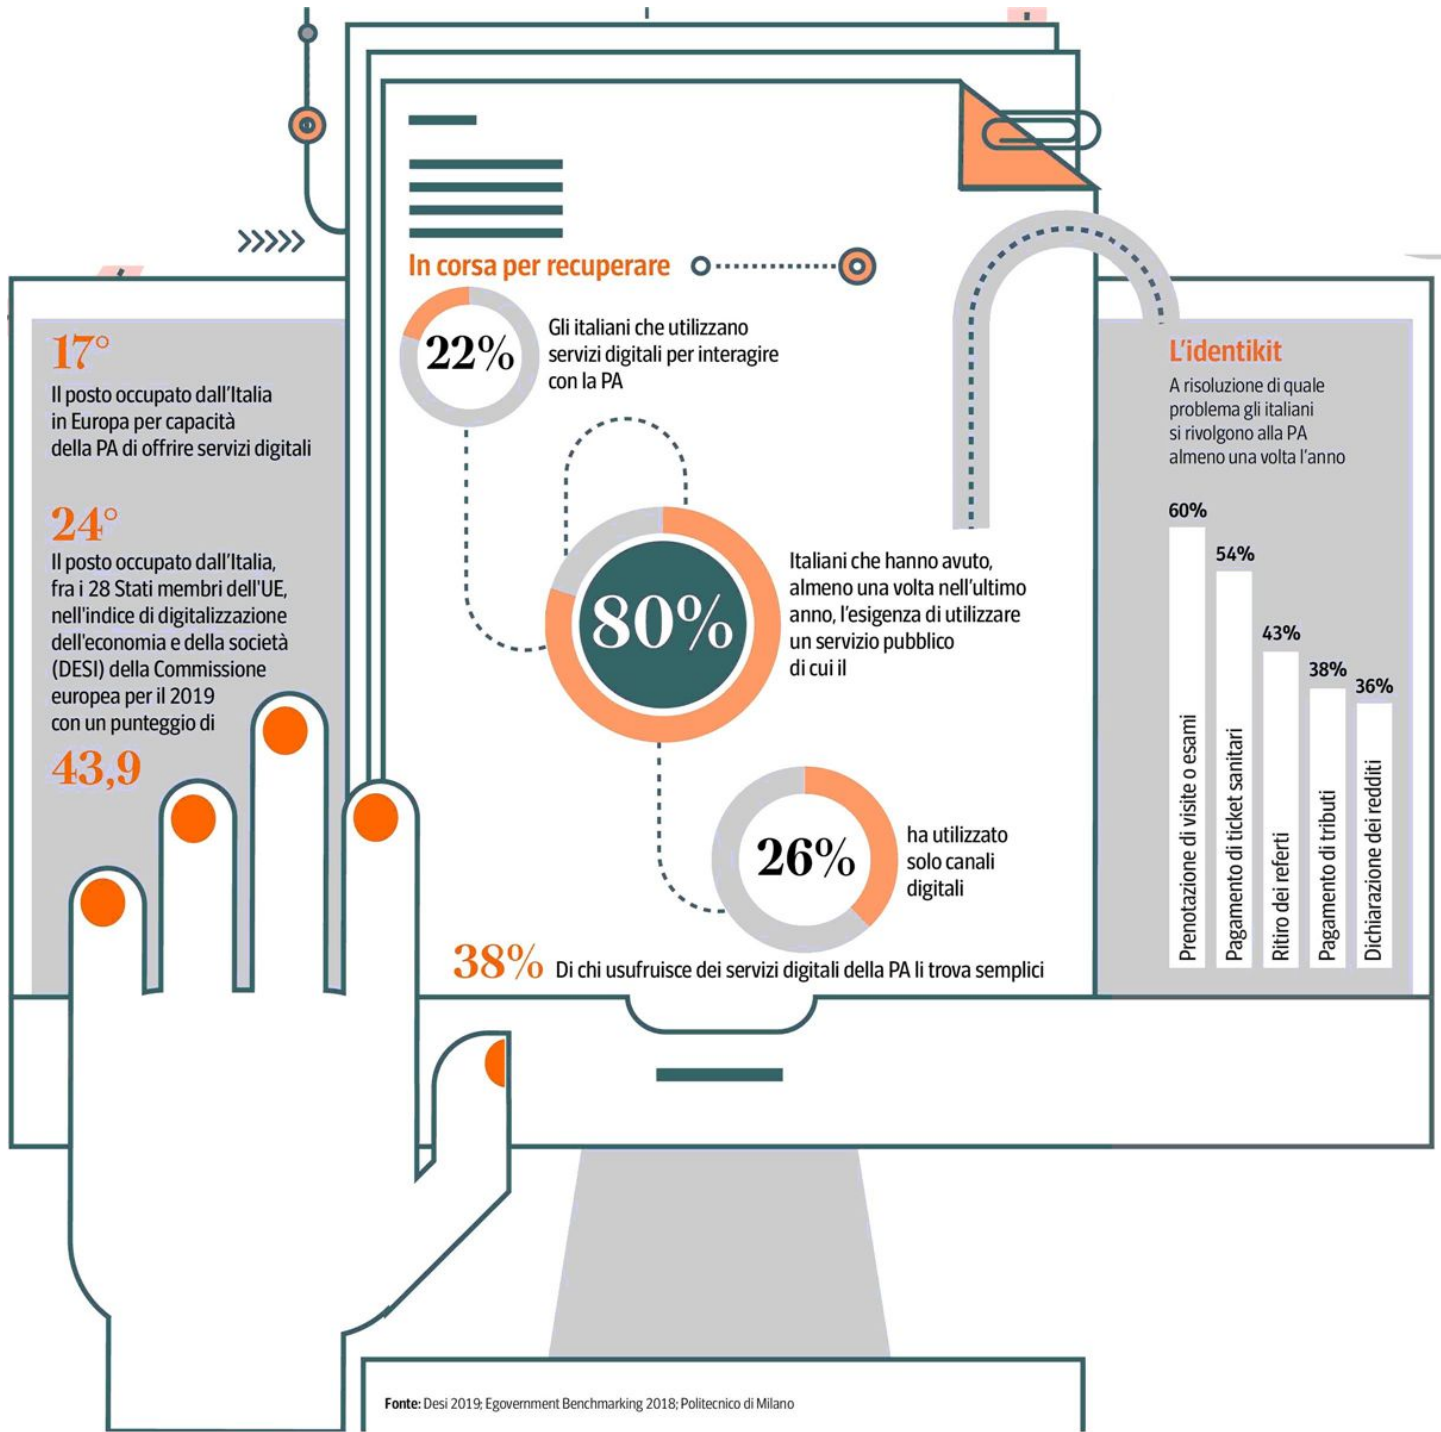 In corsa per recuperare
22%
Gli italiani che utilizzano
servizi digitali per interagire
con la PA
17°
Il posto occupato dall'Italia
in Europa per capacità
della PA di offrire servizi digitali
24°
Il posto occupato dall'Italia,
fra i 28 Stati membri dell'UE,
nell'indice di digitalizzazione
dell'economia e della società
(DESI) della Commissione
europea per il 2019
con un punteggio di
43,9
80%
Italiani che hanno avuto,
almeno una volta nell'ultimo
anno, l'esigenza di utilizzare
un servizio pubblico
di cui il
26%
ha utilizzato
solo canali
digitali
38% Di chi usufruisce dei servizi digitali della PA li trova semplici
L'identikit
A risoluzione di quale
problema gli italiani
si rivolgono alla PA
almeno una volta l'anno
60%
Prenotazione di visite o esami
54%
Pagamento di ticket sanitari
43%
Ritiro dei referti
38%
Pagamento di tributi
36%
Dichiarazione dei redditi
Fonte: Desi 2019; Egovernment Benchmarking 2018; Politecnico di Milano